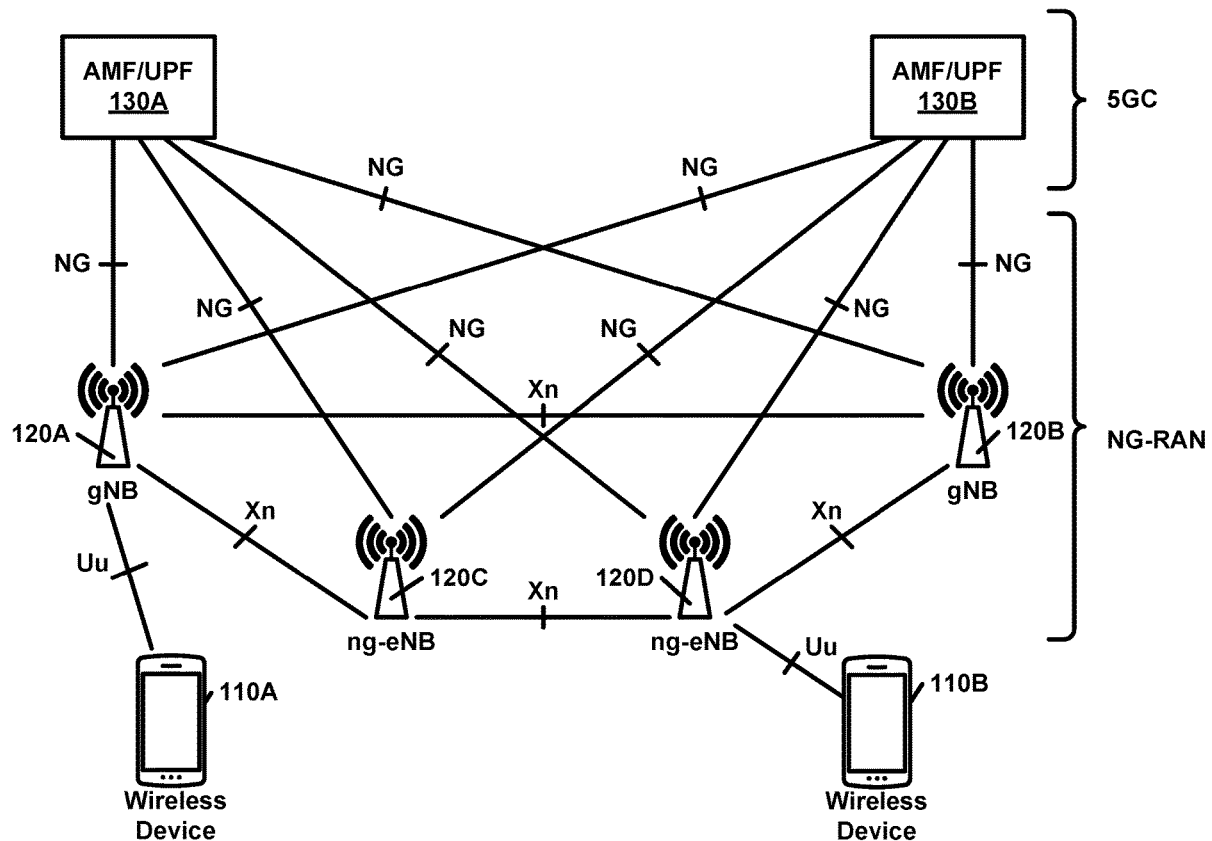 AMF/UPF
130A
AMF/UPF
130B
5GC
NG
NG
NG
NG
NG
NG
NG
NG
Xn
120A
120B
NG-RAN
gNB
gNB
Xn
Xn
Uu
120C
Xn
120D
ng-eNB
ng-eNB
Uu
110A
110B
Wireless
Device
Wireless
Device